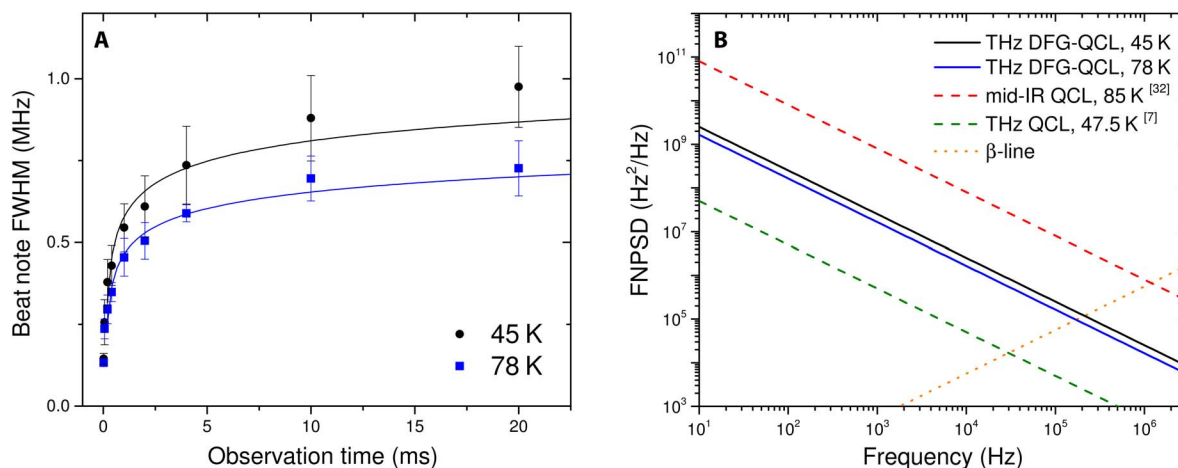 A
Beat note FWHM (MHz)
1.0
0.5
0.0
45 K
78 K
0
5
10
15
20
Observation time (ms)
B
FNPSD (Hz²/Hz)
10¹¹
10⁹
10⁷
10⁵
10³
THz DFG-QCL, 45 K
THz DFG-QCL, 78 K
mid-IR QCL, 85 K [32]
THz QCL, 47.5 K [7]
β-line
10¹
10²
10³
10⁴
10⁵
10⁶
Frequency (Hz)